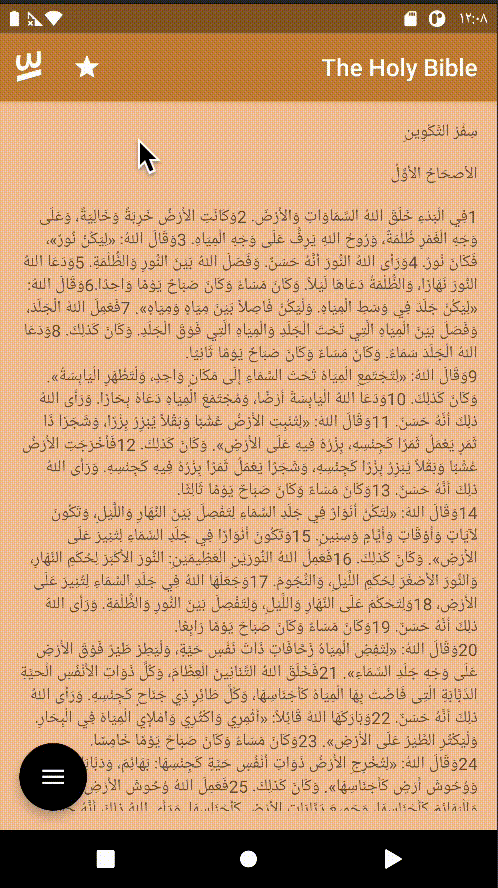 ١٢:٠٨
The Holy Bible
سِفْرُ التَّكْوِينِ
الأصحَاحُ الأَوَّلُ
1فِي الْبَدْءِ خَلَقَ اللهُ السَّمَاوَاتِ وَالأَرْضَ. 2وَكَانَتِ الأَرْضُ خَرِبَةً وَخَالِيَةً، وَعَلَى
وَجْهِ الْغَمْرِ ظُلْمَةٌ، وَرُوحُ اللهِ يَرِفُّ عَلَى وَجْهِ الْمِيَاهِ. 3وَقَالَ اللهُ: «لِيَكُنْ نُورٌ»،
فَكَانَ نُورٌ. 4وَرَأَى اللهُ النُّورَ أَنَّهُ حَسَنٌ. وَفَصَلَ اللهُ بَيْنَ النُّورِ وَالظُّلْمَةِ. 5وَدَعَا اللهُ
النُّورَ نَهَارًا، وَالظُّلْمَةُ دَعَاهَا لَيْلاً. وَكَانَ مَسَاءٌ وَكَانَ صَبَاحٌ يَوْمًا وَاحِدًا.6وَقَالَ اللهُ:
«لِيَكُنْ جَلَدٌ فِي وَسَطِ الْمِيَاهِ. وَلْيَكُنْ فَاصِلاً بَيْنَ مِيَاهٍ وَمِيَاهٍ». 7فَعَمِلَ اللهُ الْجَلَدَ،
وَفَصَلَ بَيْنَ الْمِيَاهِ الَّتِي تَحْتَ الْجَلَدِ وَالْمِيَاهِ الَّتِي فَوْقَ الْجَلَدِ. وَكَانَ كَذلِكَ. 8وَدَعَا
اللهُ الْجَلَدَ سَمَاءً. وَكَانَ مَسَاءٌ وَكَانَ صَبَاحٌ يَوْمًا ثَانِيًا.
9وَقَالَ اللهُ: «لِتَجْتَمِعِ الْمِيَاهُ تَحْتَ السَّمَاءِ إِلَى مَكَانٍ وَاحِدٍ، وَلْتَظْهَرِ الْيَابِسَةُ».
وَكَانَ كَذلِكَ. 10وَدَعَا اللهُ الْيَابِسَةَ أَرْضًا، وَمُجْتَمَعَ الْمِيَاهِ دَعَاهُ بِحَارًا. وَرَأَى اللهُ
ذلِكَ أَنَّهُ حَسَنٌ. 11وَقَالَ اللهُ: «لِتُنْبِتِ الأَرْضُ عُشْبًا وَبَقْلاً يُبْزِرُ بِزْرًا، وَشَجَرًا ذَا
ثَمَرٍ يَعْمَلُ ثَمَرًا كَجِنْسِهِ، بِزْرُهُ فِيهِ عَلَى الأَرْضِ». وَكَانَ كَذلِكَ. 12فَأَخْرَجَتِ الأَرْضُ
عُشْبًا وَبَقْلاً يُبْزِرُ بِزْرًا كَجِنْسِهِ، وَشَجَرًا يَعْمَلُ ثَمَرًا بِزْرُهُ فِيهِ كَجِنْسِهِ. وَرَأَى اللهُ
ذلِكَ أَنَّهُ حَسَنٌ. 13وَكَانَ مَسَاءٌ وَكَانَ صَبَاحٌ يَوْمًا ثَالِثًا.
14وَقَالَ اللهُ: «لِتَكُنْ أَنْوَارٌ فِي جَلَدِ السَّمَاءِ لِتَفْصِلَ بَيْنَ النَّهَارِ وَاللَّيْلِ، وَتَكُونَ
لآيَاتٍ وَأَوْقَاتٍ وَأَيَّامٍ وَسِنِينٍ. 15وَتَكُونَ أَنْوَارًا فِي جَلَدِ السَّمَاءِ لِتُنِيرَ عَلَى
الأَرْضِ». وَكَانَ كَذلِكَ. 16فَعَمِلَ اللهُ النُّورَيْنِ الْعَظِيمَيْنِ: النُّورَ الأَكْبَرَ لِحُكْمِ النَّهَارِ،
وَالنُّورَ الأَصْغَرَ لِحُكْمِ اللَّيْلِ، وَالنُّجُومَ. 17وَجَعَلَهَا اللهُ فِي جَلَدِ السَّمَاءِ لِتُنِيرَ عَلَى
الأَرْضِ، 18وَلِتَحْكُمَ عَلَى النَّهَارِ وَاللَّيْلِ، وَلِتَفْصِلَ بَيْنَ النُّورِ وَالظُّلْمَةِ. وَرَأَى اللهُ
ذلِكَ أَنَّهُ حَسَنٌ. 19وَكَانَ مَسَاءٌ وَكَانَ صَبَاحٌ يَوْمًا رَابِعًا.
20وَقَالَ اللهُ: «لِتَفِضِ الْمِيَاهُ زَحَّافَاتٍ ذَاتَ نَفْسٍ حَيَّةٍ، وَلْيَطِرْ طَيْرٌ فَوْقَ الأَرْضِ
عَلَى وَجْهِ جَلَدِ السَّمَاءِ». 21فَخَلَقَ اللهُ التَّنَانِينَ الْعِظَامَ، وَكُلَّ ذَوَاتِ الأَنْفُسِ الْحَيَّةِ
الدَّبَّابَةِ الْتِى فَاضَتْ بِهَا الْمِيَاهُ كَأَجْنَاسِهَا، وَكُلَّ طَائِرٍ ذِي جَنَاحٍ كَجِنْسِهِ. وَرَأَى اللهُ
ذلِكَ أَنَّهُ حَسَنٌ. 22وَبَارَكَهَا اللهُ قَائِلاً: «أَثْمِرِي وَاكْثُرِي وَامْلإِي الْمِيَاهَ فِي الْبِحَارِ.
وَلْيَكْثُرِ الطَّيْرُ عَلَى الأَرْضِ». 23وَكَانَ مَسَاءٌ وَكَانَ صَبَاحٌ يَوْمًا خَامِسًا.
24وَقَالَ اللهُ: «لِتُخْرِجِ الأَرْضُ ذَوَاتِ أَنْفُسٍ حَيَّةٍ كَجِنْسِهَا: بَهَائِمَ،
وَوُحُوشَ أَرْضٍ كَأَجْنَاسِهَا». وَكَانَ كَذلِكَ. 25فَعَمِلَ اللهُ وُحُوشَ الأَرْضِ